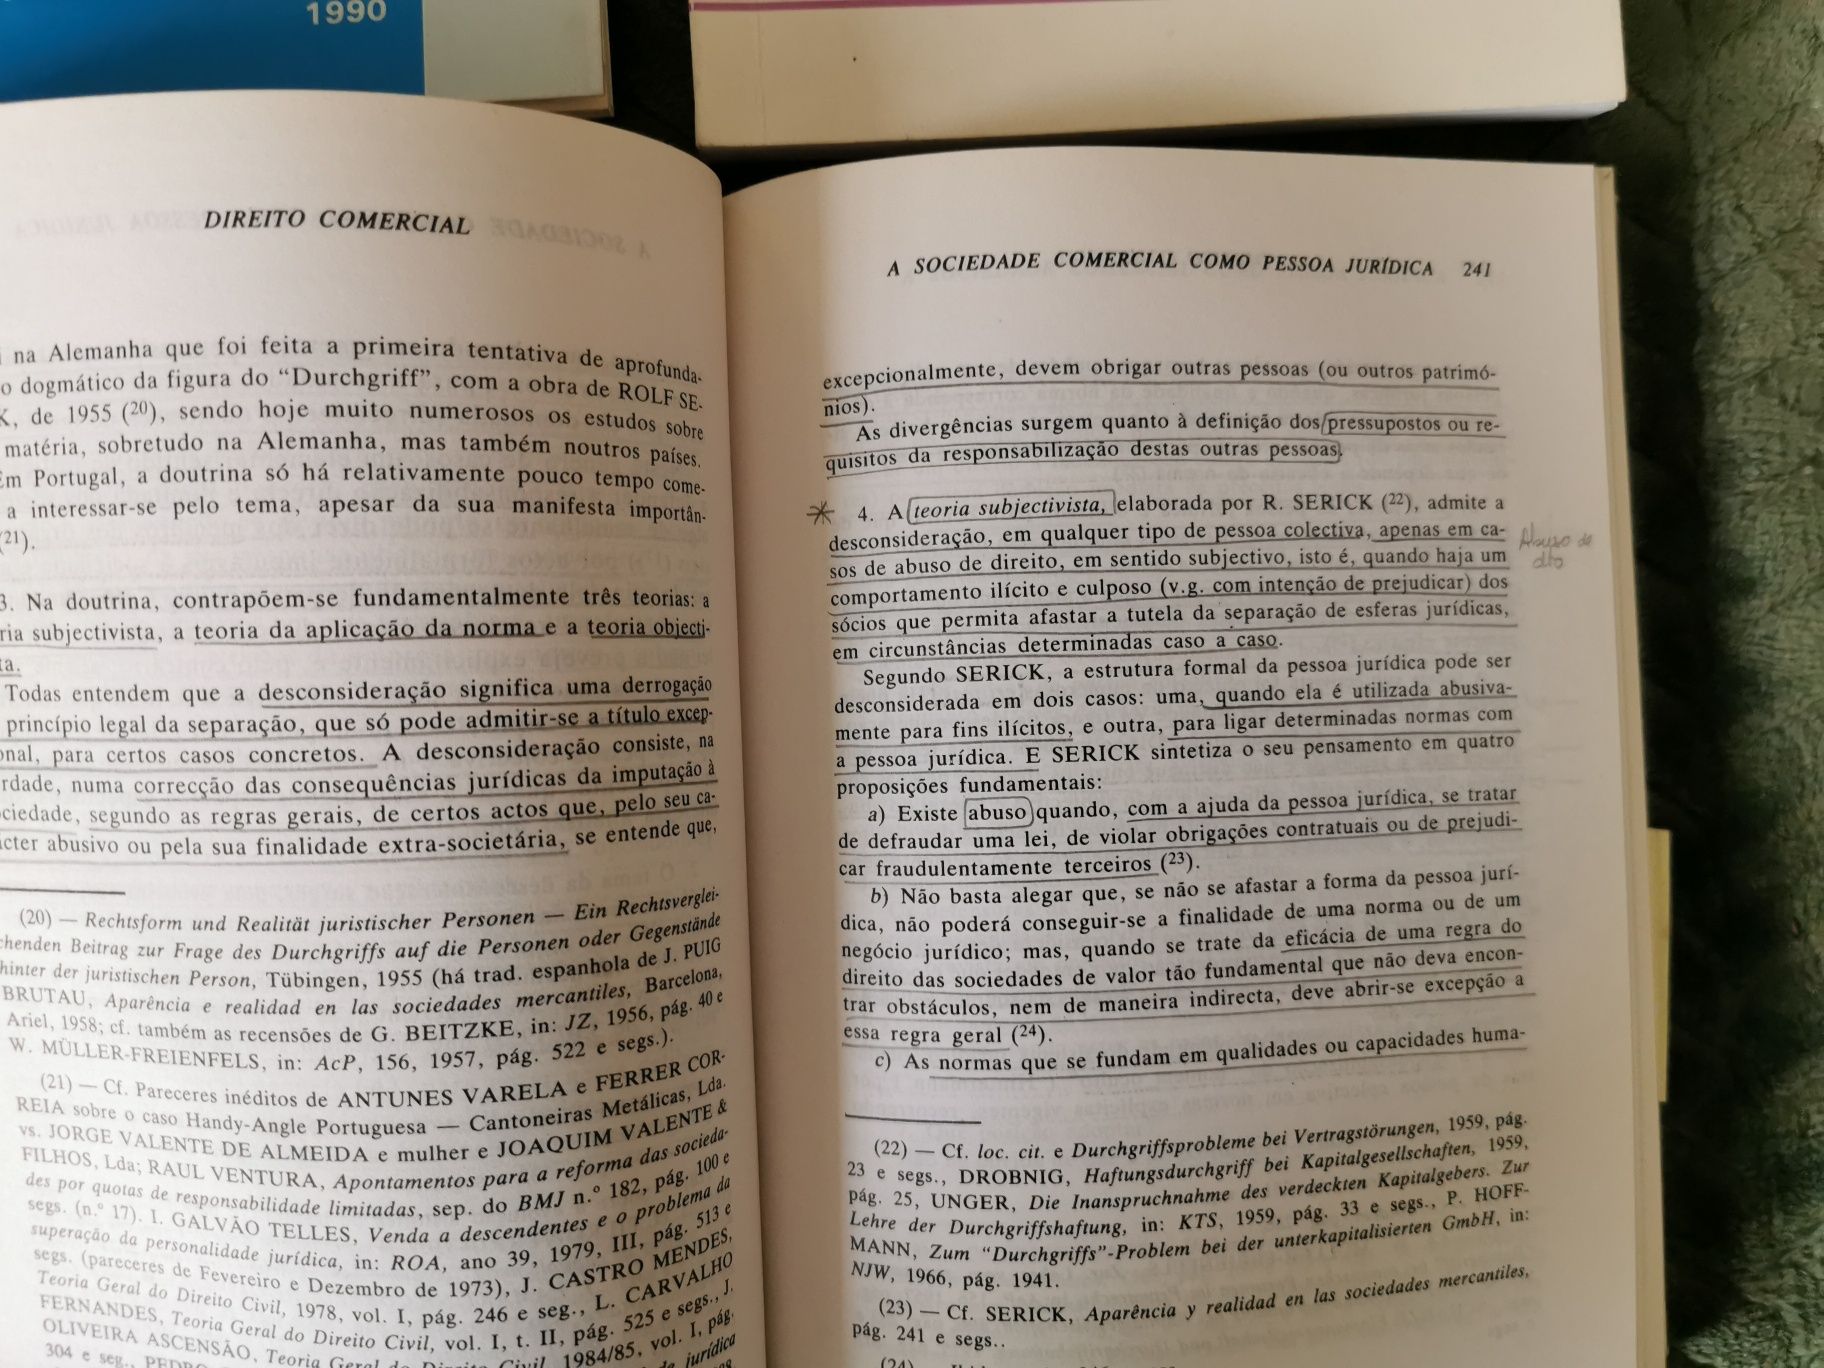 1990
DIREITO COMERCIAL
na Alemanha que foi feita a primeira tentativa de aprofunda-
o dogmático da figura do “Durchgriff”, com a obra de ROLF SE-
K, de 1955 (20), sendo hoje muito numerosos os estudos sobre
matéria, sobretudo na Alemanha, mas também noutros países.
Em Portugal, a doutrina só há relativamente pouco tempo come-
a interessar-se pelo tema, apesar da sua manifesta importân-
(21).
3. Na doutrina, contrapõem-se fundamentalmente três teorias: a
ria subjectivista, a teoria da aplicação da norma e a teoria objecti-
ta.
Todas entendem que a desconsideração significa uma derrogação
princípio legal da separação, que só pode admitir-se a título excep-
onal, para certos casos concretos. A desconsideração consiste, na
rdade, numa correcção das consequências jurídicas da imputação à
ciedade, segundo as regras gerais, de certos actos que, pelo seu ca-
cter abusivo ou pela sua finalidade extra-societária, se entende que,
(20) — Rechtsform und Realität juristischer Personen — Ein Rechtsverglei-
chenden Beitrag zur Frage des Durchgriffs auf die Personen oder Gegenstände
hinter der juristischen Person, Tübingen, 1955 (há trad. espanhola de J. PUIG
BRUTAU, Aparência e realidad en las sociedades mercantiles, Barcelona,
Ariel, 1958; cf. também as recensões de G. BEITZKE, in: JZ, 1956, pág. 40 e
W. MÜLLER-FREIENFELS, in: AcP, 156, 1957, pág. 522 e segs.).
(21) — Cf. Pareceres inéditos de ANTUNES VARELA e FERRER COR-
REIA sobre o caso Handy-Angle Portuguesa — Cantoneiras Metálicas, Lda.
vs. JORGE VALENTE DE ALMEIDA e mulher e JOAQUIM VALENTE &
FILHOS, Lda; RAUL VENTURA, Apontamentos para a reforma das socieda-
des por quotas de responsabilidade limitadas, sep. do BMJ n.º 182, pág. 100 e
segs. (n.º 17). I. GALVÃO TELLES, Venda a descendentes e o problema da
superação da personalidade jurídica, in: ROA, ano 39, 1979, III, pág. 513 e
segs. (pareceres de Fevereiro e Dezembro de 1973), J. CASTRO MENDES,
Teoria Geral do Direito Civil, 1978, vol. I, pág. 246 e seg., L. CARVALHO
FERNANDES, Teoria Geral do Direito Civil, vol. I, t. II, pág. 525 e segs., J.
OLIVEIRA ASCENSÃO, Teoria Geral do Direito Civil, 1984/85, vol. I, pág.
304 e seg., PEDRO jurídica
A SOCIEDADE COMERCIAL COMO PESSOA JURÍDICA 241
excepcionalmente, devem obrigar outras pessoas (ou outros patrimó-
nios).
As divergências surgem quanto à definição dos pressupostos ou re-
quisitos da responsabilização destas outras pessoas.
4. A teoria subjectivista, elaborada por R. SERICK (22), admite a
desconsideração, em qualquer tipo de pessoa colectiva, apenas em ca-
sos de abuso de direito, em sentido subjectivo, isto é, quando haja um
comportamento ilícito e culposo (v.g. com intenção de prejudicar) dos
sócios que permita afastar a tutela da separação de esferas jurídicas,
em circunstâncias determinadas caso a caso.
Abuso de
dto
Segundo SERICK, a estrutura formal da pessoa jurídica pode ser
desconsiderada em dois casos: uma, quando ela é utilizada abusiva-
mente para fins ilícitos, e outra, para ligar determinadas normas com
a pessoa jurídica. E SERICK sintetiza o seu pensamento em quatro
proposições fundamentais:
a) Existe abuso quando, com a ajuda da pessoa jurídica, se tratar
de defraudar uma lei, de violar obrigações contratuais ou de prejudi-
car fraudulentamente terceiros (23).
b) Não basta alegar que, se não se afastar a forma da pessoa jurí-
dica, não poderá conseguir-se a finalidade de uma norma ou de um
negócio jurídico; mas, quando se trate da eficácia de uma regra do
direito das sociedades de valor tão fundamental que não deva encon-
trar obstáculos, nem de maneira indirecta, deve abrir-se excepção a
essa regra geral (24).
c) As normas que se fundam em qualidades ou capacidades huma-
(22) — Cf. loc. cit. e Durchgriffsprobleme bei Vertragstörungen, 1959, pág.
23 e segs., DROBNIG, Haftungsdurchgriff bei Kapitalgesellschaften, 1959,
pág. 25, UNGER, Die Inanspruchnahme des verdeckten Kapitalgebers. Zur
Lehre der Durchgriffshaftung, in: KTS, 1959, pág. 33 e segs., P. HOFF-
MANN, Zum “Durchgriffs”-Problem bei der unterkapitalisierten GmbH, in:
NJW, 1966, pág. 1941.
(23) — Cf. SERICK, Aparência y realidad en las sociedades mercantiles,
pág. 241 e segs..
(24)